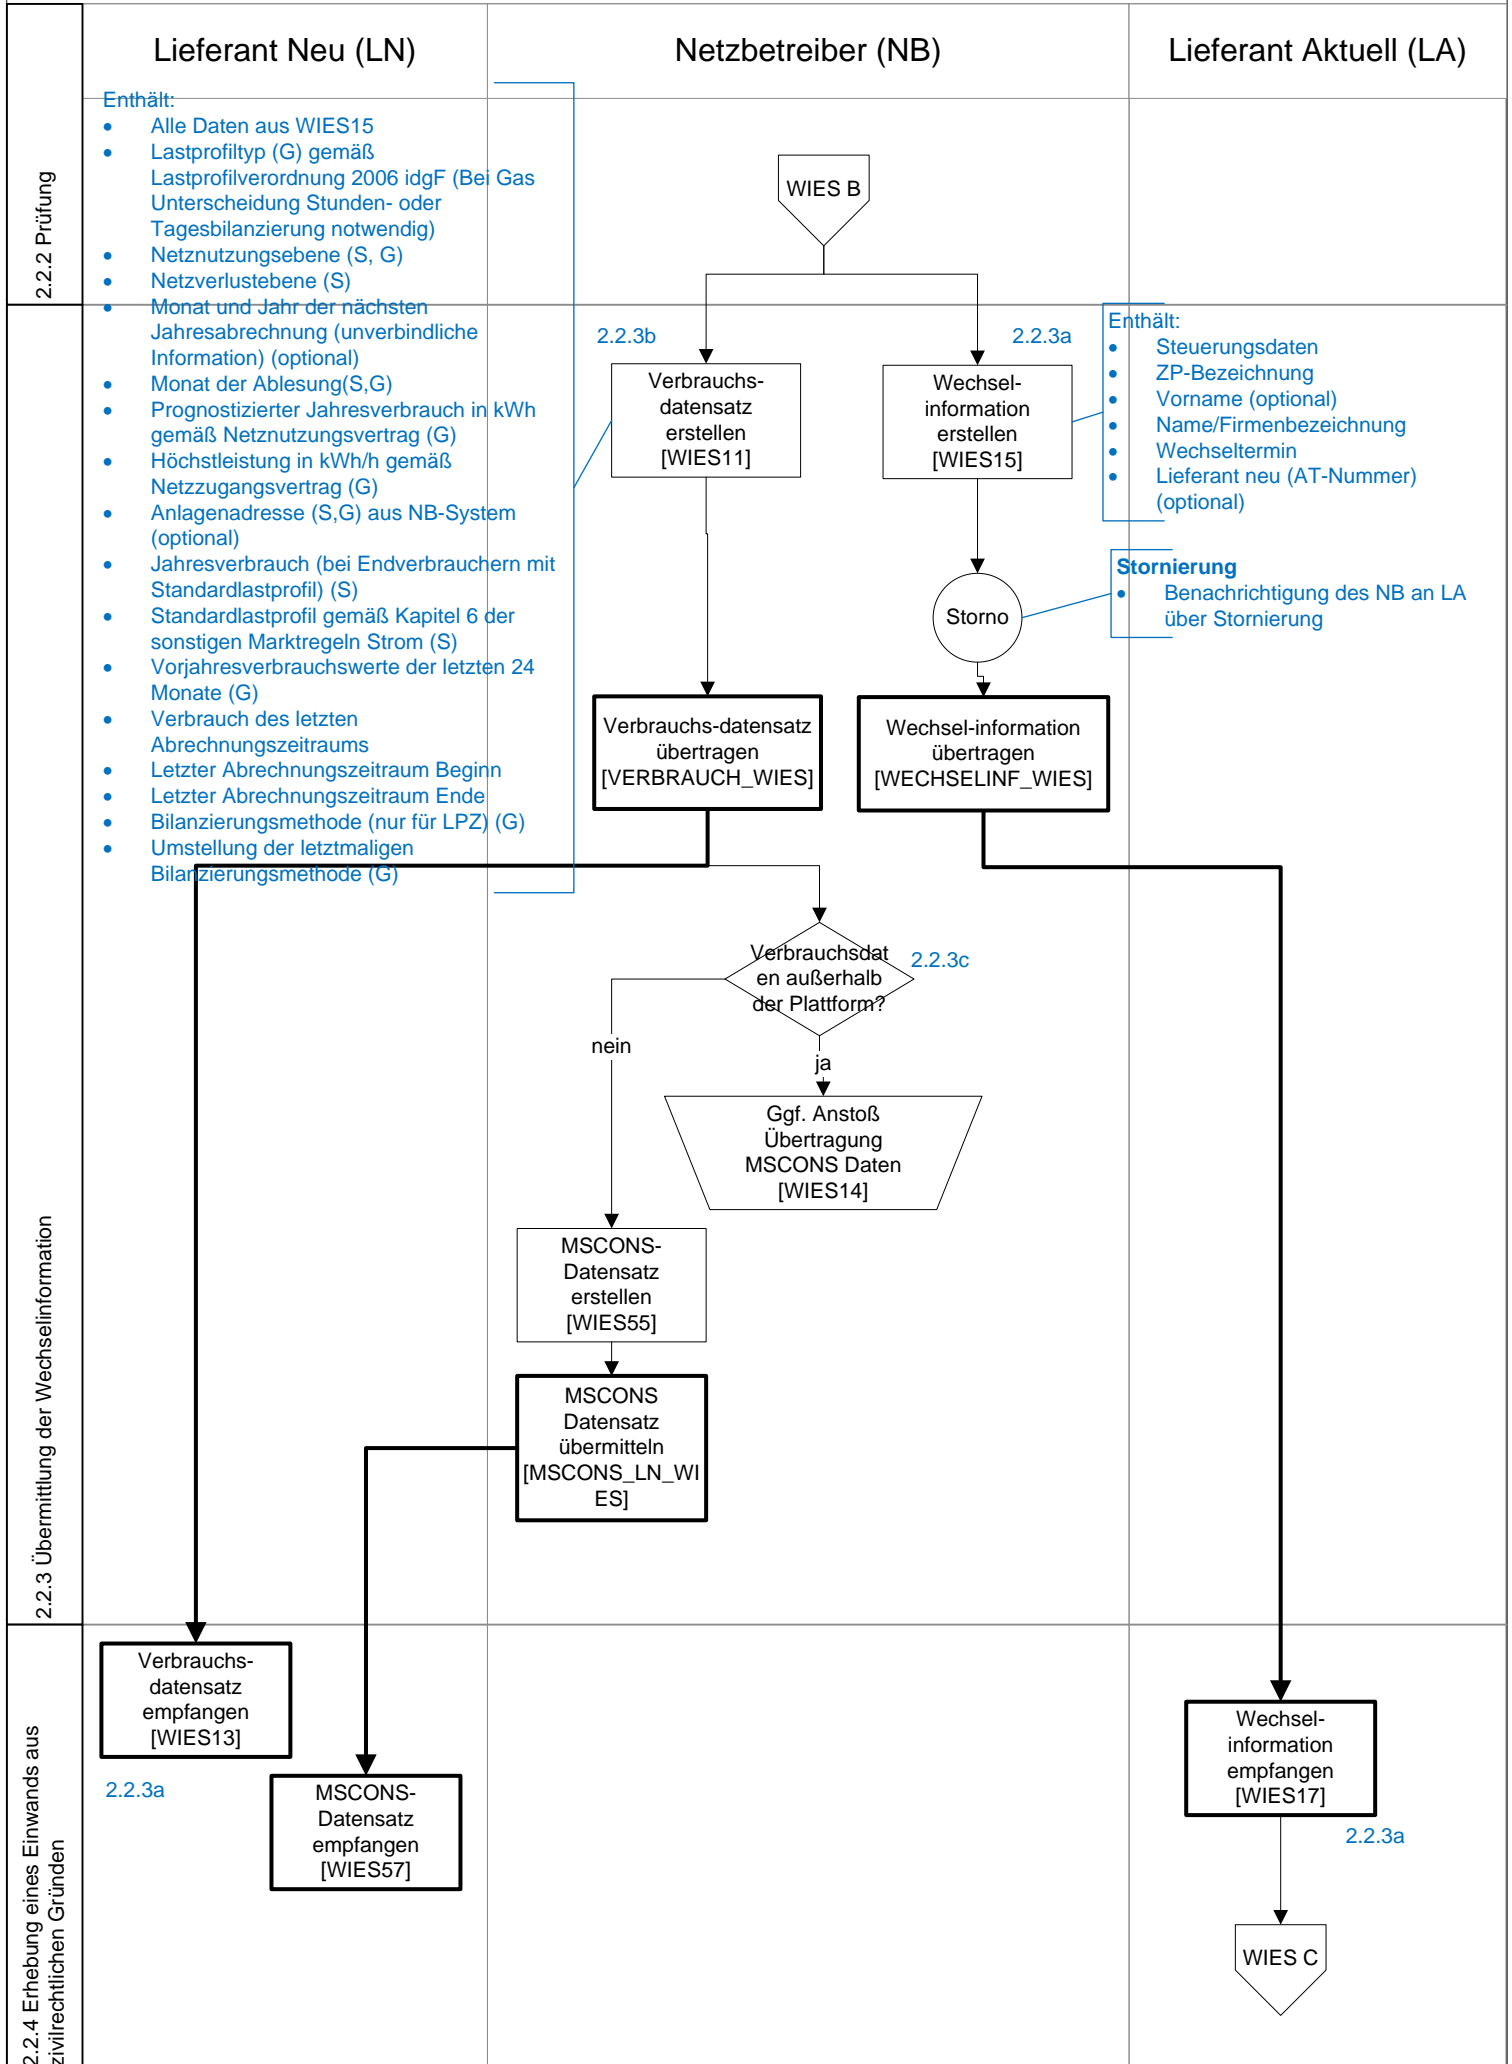 Lieferant Neu (LN)
Netzbetreiber (NB)
Lieferant Aktuell (LA)
2.2.2 Prüfung
Enthält:
• Alle Daten aus WIES15
• Lastprofiltyp (G) gemäß
Lastprofilverordnung 2006 idgF (Bei Gas
Unterscheidung Stunden- oder
Tagesbilanzierung notwendig)
• Netznutzungsebene (S, G)
• Netzverlustebene (S)
• Monat und Jahr der nächsten
Jahresabrechnung (unverbindliche
Information) (optional)
• Monat der Ablesung(S,G)
• Prognostizierter Jahresverbrauch in kWh
gemäß Netznutzungsvertrag (G)
• Höchstleistung in kWh/h gemäß
Netzzugangsvertrag (G)
• Anlagenadresse (S,G) aus NB-System
(optional)
• Jahresverbrauch (bei Endverbrauchern mit
Standardlastprofil) (S)
• Standardlastprofil gemäß Kapitel 6 der
sonstigen Marktregeln Strom (S)
• Vorjahresverbrauchswerte der letzten 24
Monate (G)
• Verbrauch des letzten
Abrechnungszeitraums
• Letzter Abrechnungszeitraum Beginn
• Letzter Abrechnungszeitraum Ende
• Bilanzierungsmethode (nur für LPZ) (G)
• Umstellung der letztmaligen
Bilanzierungsmethode (G)
WIES B
2.2.3b
Verbrauchs-
datensatz
erstellen
[WIES11]
2.2.3a
Wechsel-
information
erstellen
[WIES15]
Enthält:
• Steuerungsdaten
• ZP-Bezeichnung
• Vorname (optional)
• Name/Firmenbezeichnung
• Wechseltermin
• Lieferant neu (AT-Nummer)
(optional)
Storno
Stornierung
• Benachrichtigung des NB an LA
über Stornierung
Verbrauchs-datensatz
übertragen
[VERBRAUCH_WIES]
Wechsel-information
übertragen
[WECHSELINF_WIES]
Verbrauchsdat
en außerhalb
der Plattform?
2.2.3c
nein
ja
Ggf. Anstoß
Übertragung
MSCONS Daten
[WIES14]
MSCONS-
Datensatz
erstellen
[WIES55]
MSCONS
Datensatz
übermitteln
[MSCONS_LN_WI
ES]
2.2.3 Übermittlung der Wechselinformation
Verbrauchs-
datensatz
empfangen
[WIES13]
2.2.3a
MSCONS-
Datensatz
empfangen
[WIES57]
Wechsel-
information
empfangen
[WIES17]
2.2.3a
WIES C
2.2.4 Erhebung eines Einwands aus
zivilrechtlichen Gründen